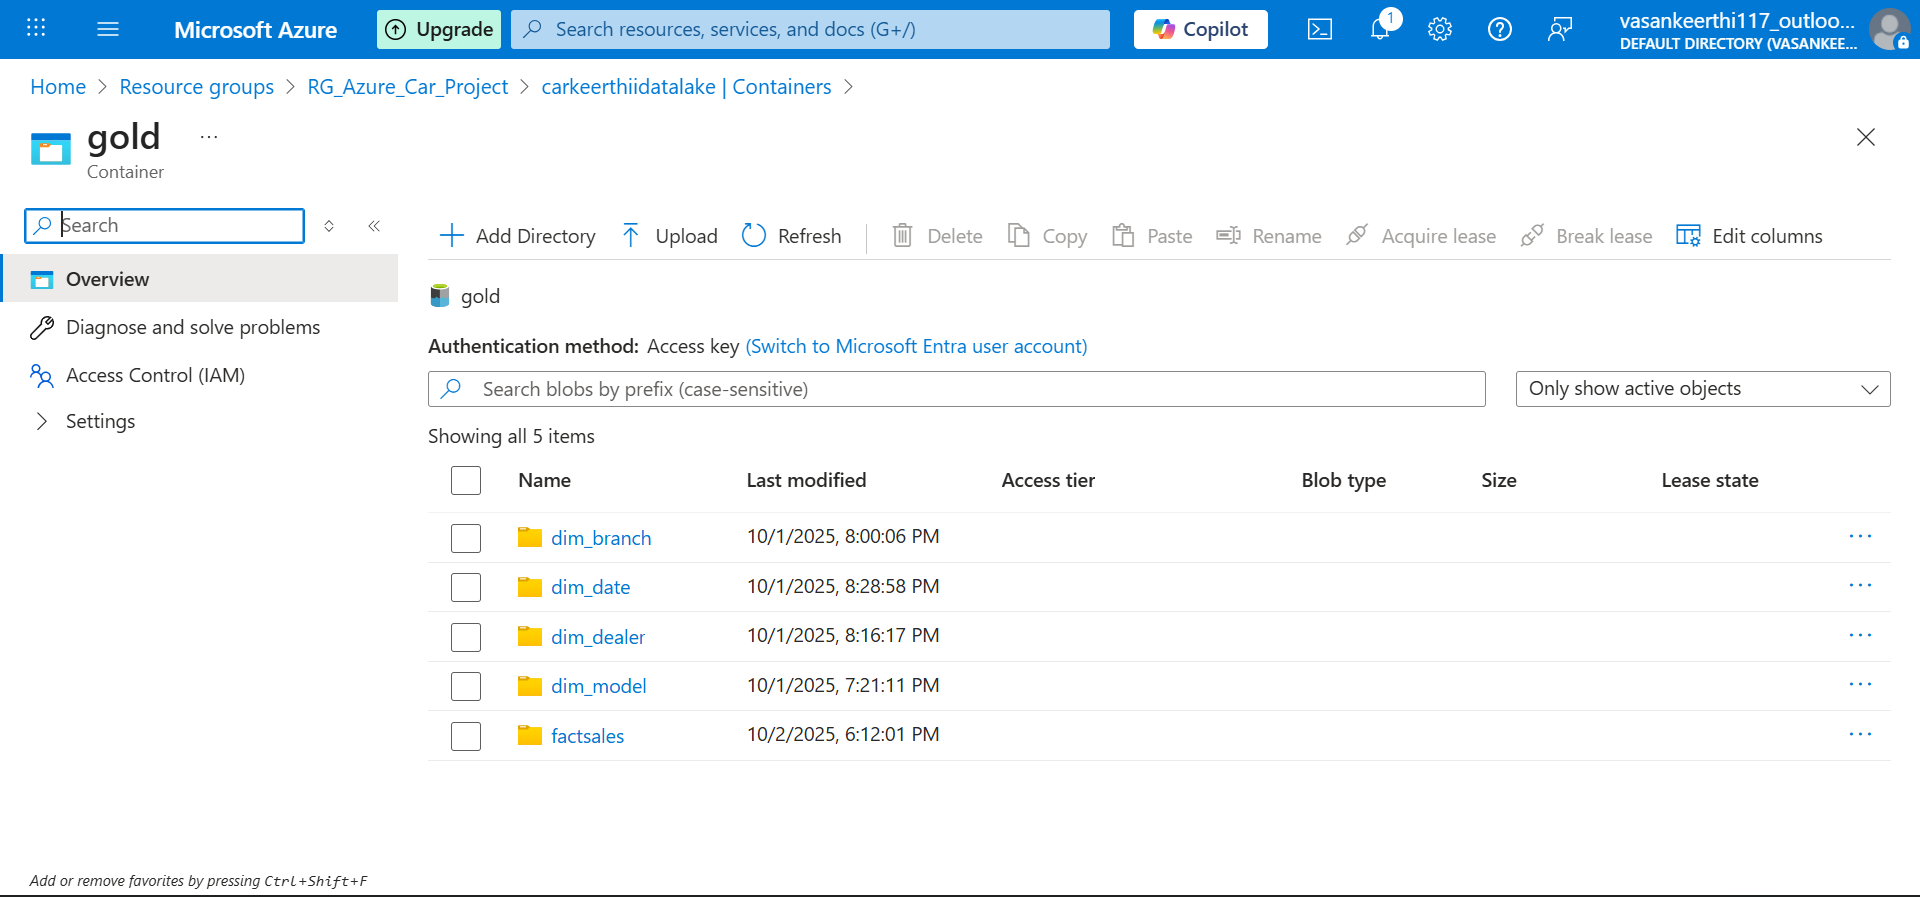 Microsoft Azure
Upgrade
Search resources, services, and docs (G+/)
Copilot
1
vasankeerthi117_outloo...
DEFAULT DIRECTORY (VASANKEE...
Home > Resource groups > RG_Azure_Car_Project > carkeerthiidatalake | Containers >
gold ...
Container
Search
Overview
Diagnose and solve problems
Access Control (IAM)
Settings
Add Directory Upload Refresh Delete Copy Paste Rename Acquire lease Break lease Edit columns
gold
Authentication method: Access key (Switch to Microsoft Entra user account)
Search blobs by prefix (case-sensitive)
Only show active objects
Showing all 5 items
Name Last modified Access tier Blob type Size Lease state
dim_branch 10/1/2025, 8:00:06 PM ...
dim_date 10/1/2025, 8:28:58 PM ...
dim_dealer 10/1/2025, 8:16:17 PM ...
dim_model 10/1/2025, 7:21:11 PM ...
factsales 10/2/2025, 6:12:01 PM ...
Add or remove favorites by pressing Ctrl+Shift+F